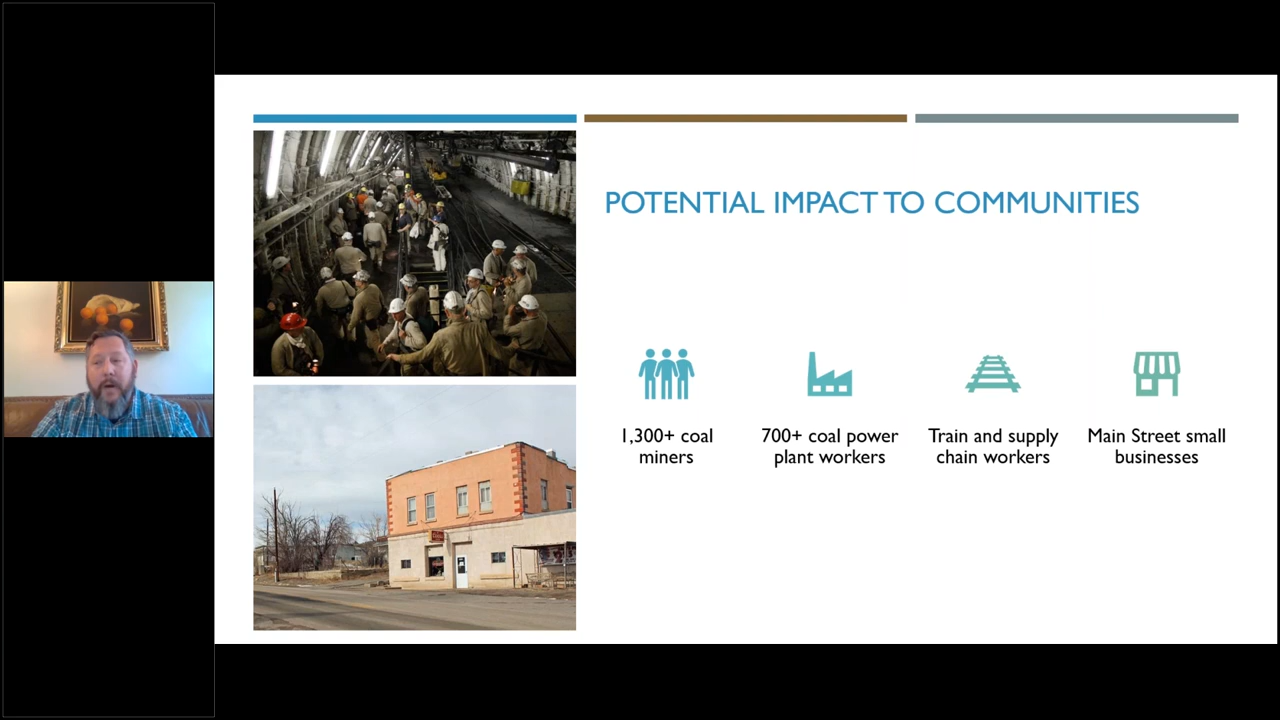 POTENTIAL IMPACT TO COMMUNITIES
1,300+ coal
miners
700+ coal power
plant workers
Train and supply
chain workers
Main Street small
businesses